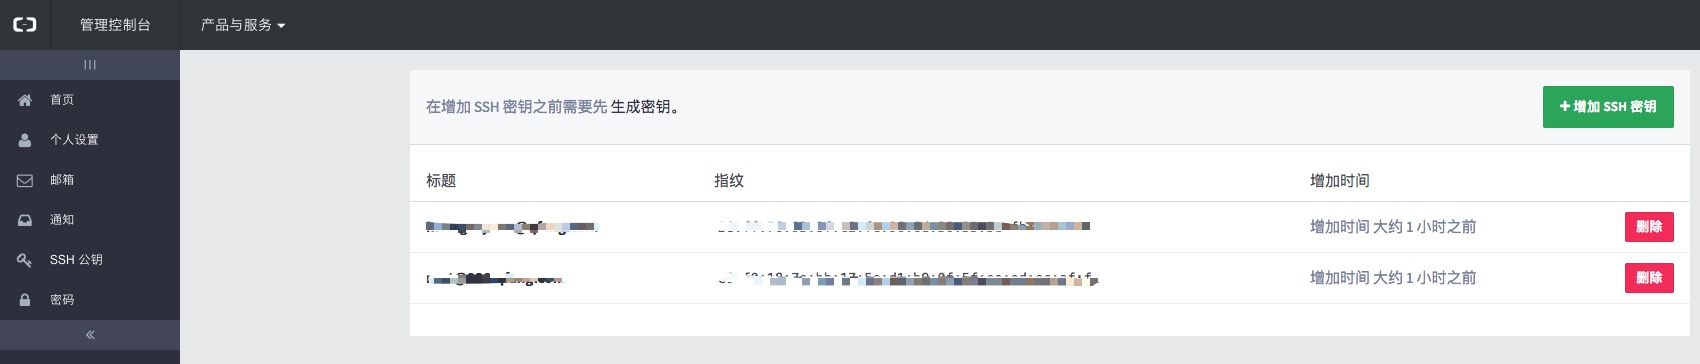 管理控制台 产品与服务
首页
个人设置
邮箱
通知
SSH 公钥
密码
在增加 SSH 密钥之前需要先 生成密钥。
+ 增加 SSH 密钥
标题 指纹 增加时间
增加时间 大约 1 小时之前 删除
增加时间 大约 1 小时之前 删除